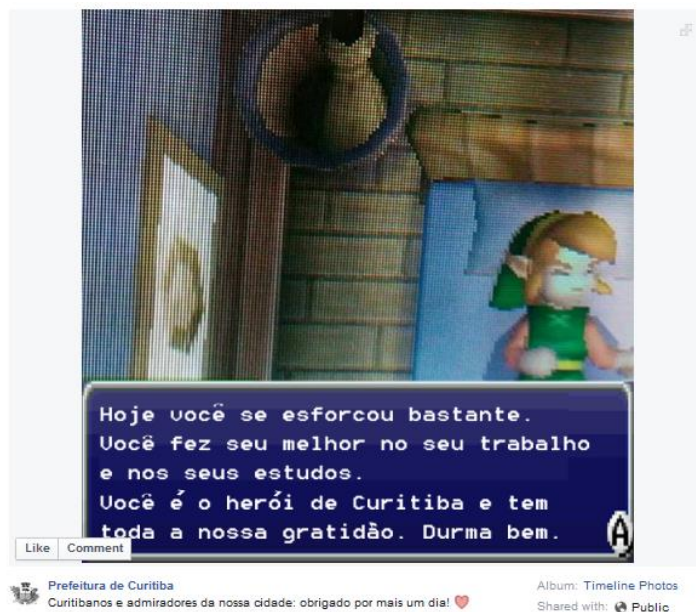 Hoje você se esforcou bastante.
Você fez seu melhor no seu trabalho
e nos seus estudos.
Você é o herói de Curitiba e tem
toda a nossa gratidão. Durma bem.
A
Like Comment
Prefeitura de Curitiba
Curitibanos e admiradores da nossa cidade: obrigado por mais um dia!
Album: Timeline Photos
Shared with: Public